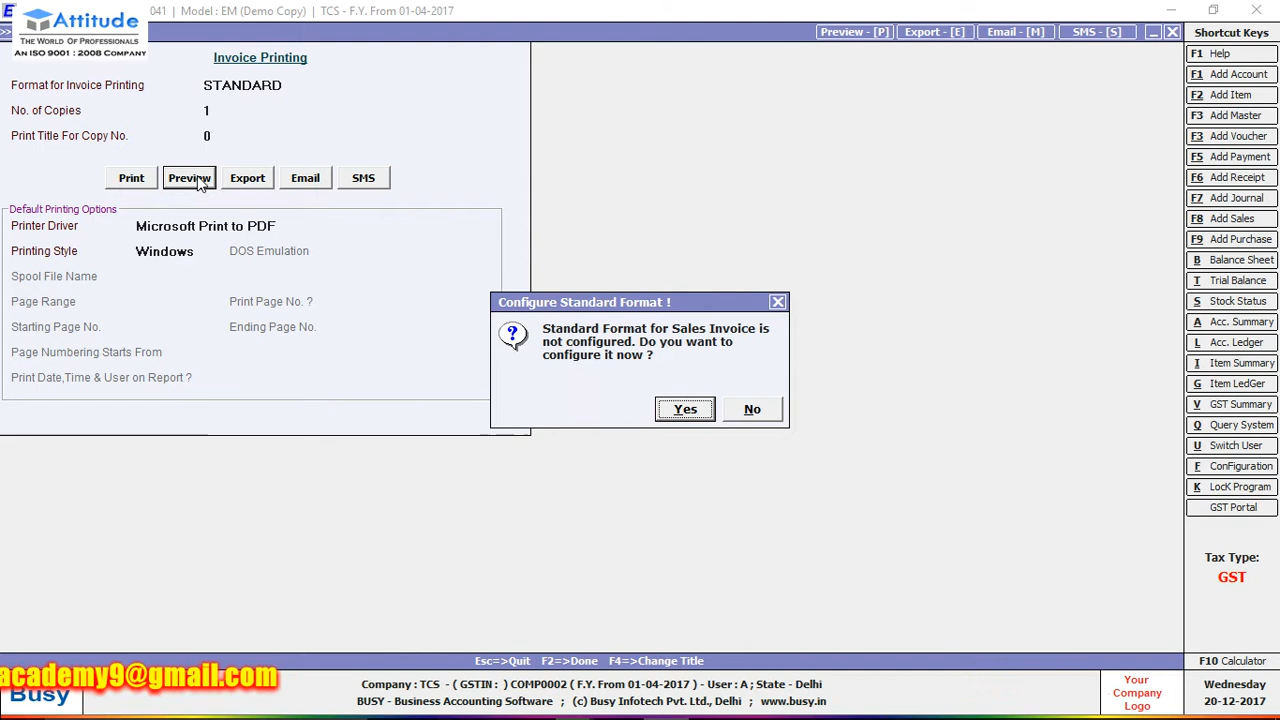 041 | Model : EM (Demo Copy) | TCS - F.Y. From 01-04-2017
Attitude
THE WORLD OF PROFESSIONALS
AN ISO 9001 : 2008 COMPANY
>>
Preview - [P]
Export - [E]
Email - [M]
SMS - [S]
Shortcut Keys
Invoice Printing
Format for Invoice Printing STANDARD
No. of Copies 1
Print Title For Copy No. 0
Print Preview Export Email SMS
Default Printing Options
Printer Driver Microsoft Print to PDF
Printing Style Windows DOS Emulation
Spool File Name
Page Range Print Page No. ?
Starting Page No. Ending Page No.
Page Numbering Starts From
Print Date,Time & User on Report ?
Configure Standard Format !
Standard Format for Sales Invoice is
not configured. Do you want to
configure it now ?
Yes No
F1 Help
F1 Add Account
F2 Add Item
F3 Add Master
F3 Add Voucher
F5 Add Payment
F6 Add Receipt
F7 Add Journal
F8 Add Sales
F9 Add Purchase
B Balance Sheet
T Trial Balance
S Stock Status
A Acc. Summary
L Acc. Ledger
I Item Summary
G Item LedGer
V GST Summary
Q Query System
U Switch User
F ConFiguration
K LocK Program
GST Portal
Tax Type:
GST
Esc=>Quit F2=>Done F4=>Change Title
F10 Calculator
academy9@gmail.com
Busy
Company : TCS - ( GSTIN : ) COMP0002 ( F.Y. From 01-04-2017 ) - User : A ; State - Delhi
BUSY - Business Accounting Software ; (c) Busy Infotech Pvt. Ltd., Delhi ; www.busy.in
Your
Company
Logo
Wednesday
20-12-2017